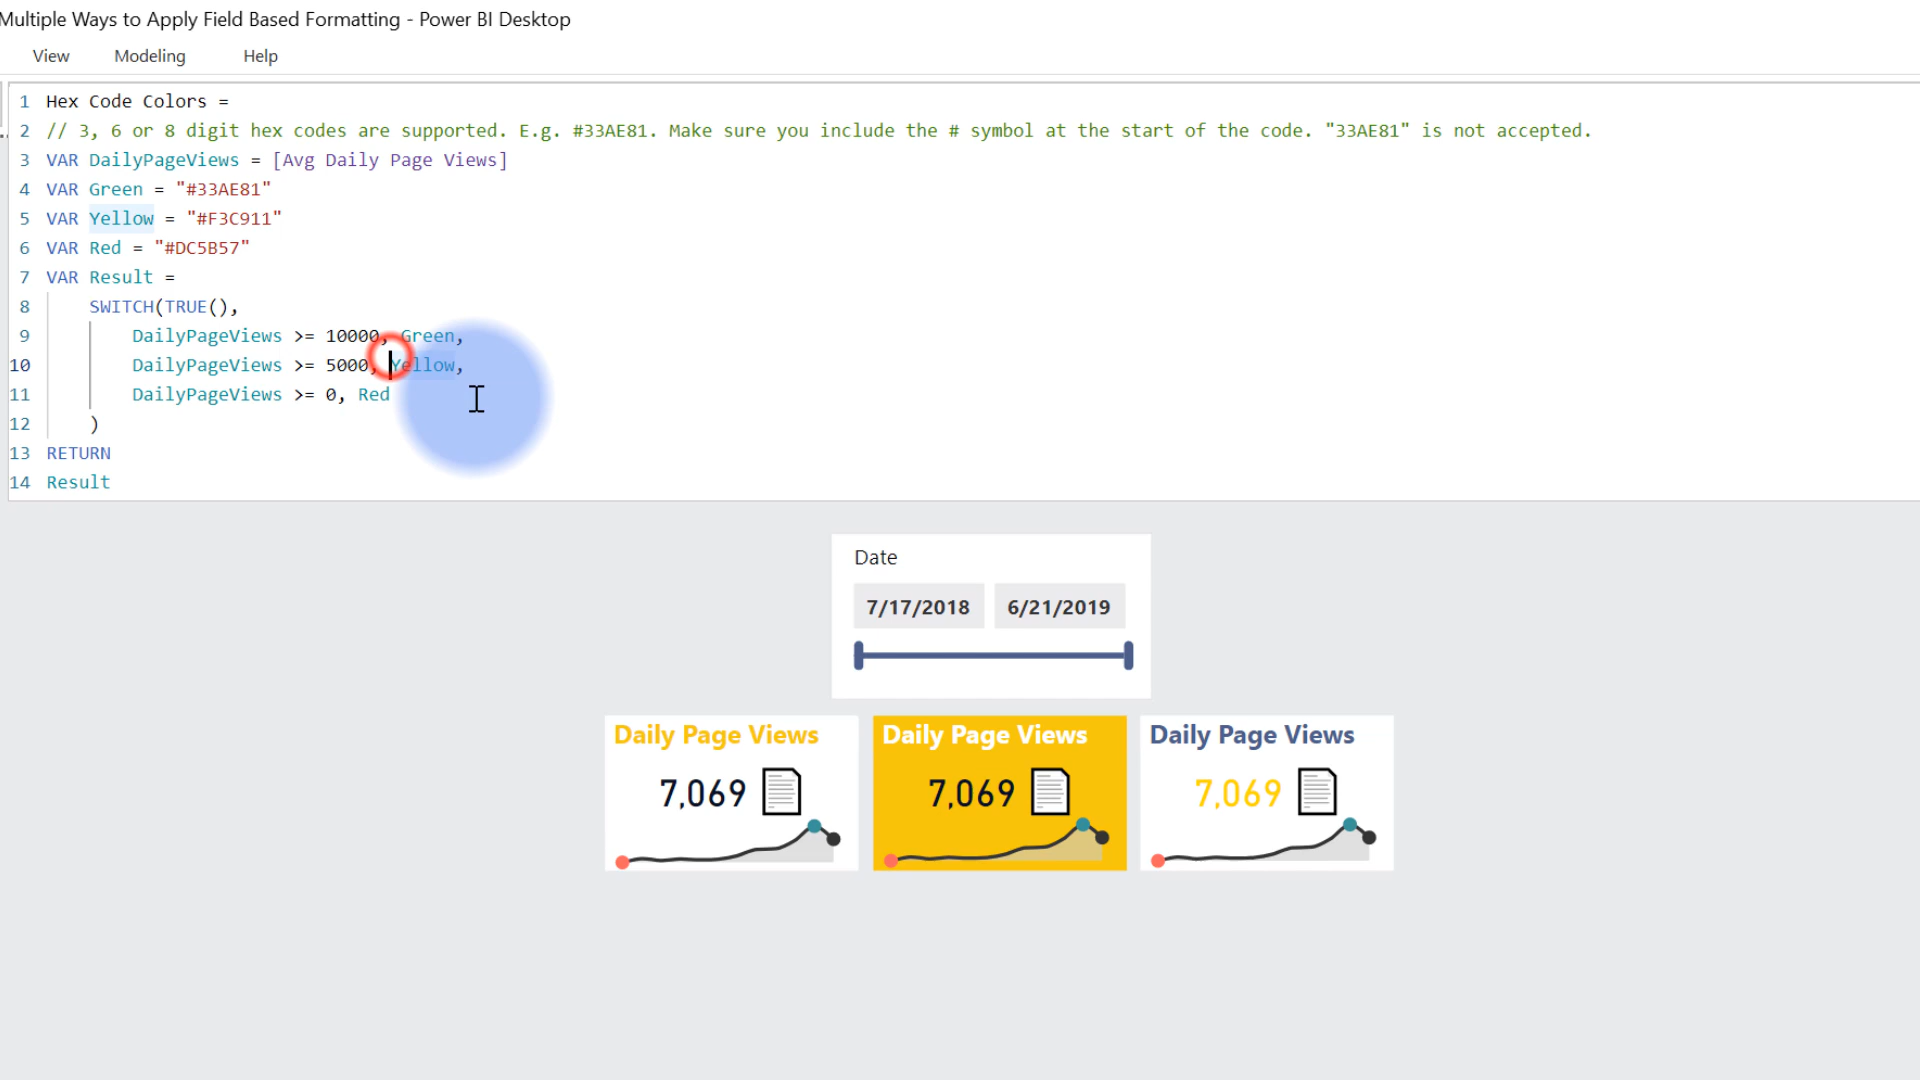 Multiple Ways to Apply Field Based Formatting - Power BI Desktop
View Modeling Help
1 Hex Code Colors =
2 // 3, 6 or 8 digit hex codes are supported. E.g. #33AE81. Make sure you include the # symbol at the start of the code. "33AE81" is not accepted.
3 VAR DailyPageViews = [Avg Daily Page Views]
4 VAR Green = "#33AE81"
5 VAR Yellow = "#F3C911"
6 VAR Red = "#DC5B57"
7 VAR Result =
8 SWITCH(TRUE(),
9 DailyPageViews >= 10000, Green,
10 DailyPageViews >= 5000, Yellow,
11 DailyPageViews >= 0, Red
12 )
13 RETURN
14 Result
Date
7/17/2018 6/21/2019
Daily Page Views Daily Page Views Daily Page Views
7,069 7,069 7,069